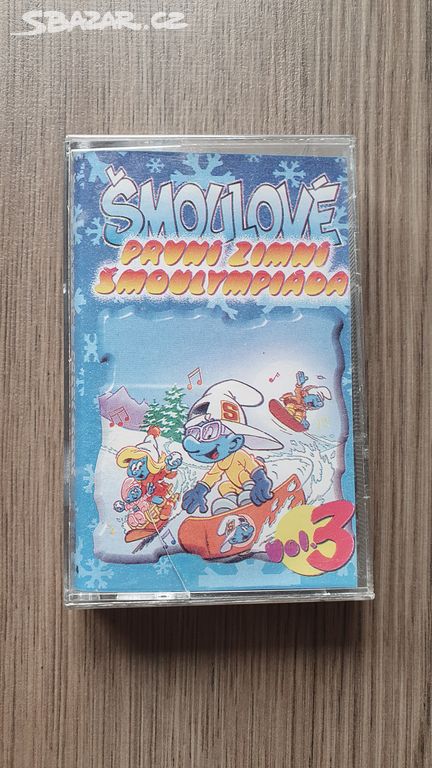 SBAZAR.CZ
ŠMOULOVÉ
PRVNÍ ZIMNÍ
ŠMOULYMPIÁDA
S
vol.3